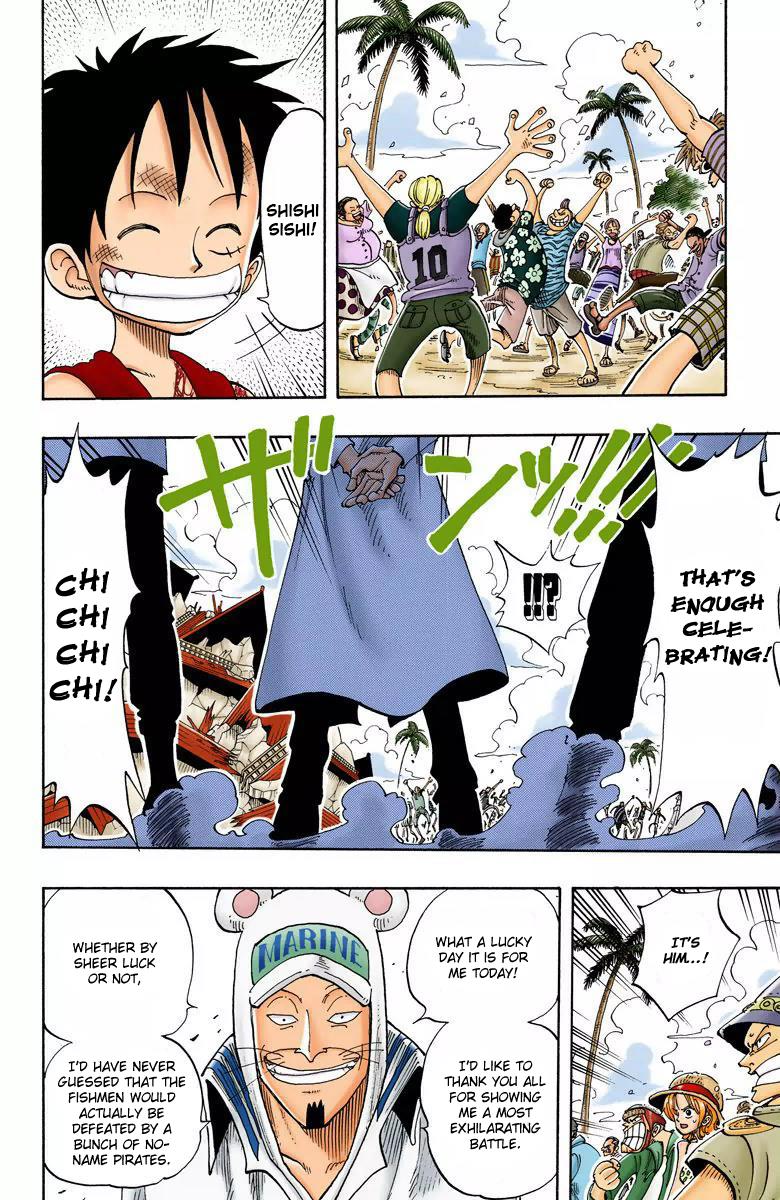 10
SHISHI
SISHI!
THAT'S
ENOUGH
CELE-
BRATING!
!!?
ザンッ!!!
CHI
CHI
CHI
CHI!
IT'S
HIM..!
WHAT A LUCKY
DAY IT IS FOR
ME TODAY!
I'D LIKE TO
THANK YOU ALL
FOR SHOWING
ME A MOST
EXHILARATING
BATTLE.
MARINE
WHETHER BY
SHEER LUCK
OR NOT,
I'D HAVE NEVER
GUESSED THAT THE
FISHMEN WOULD
ACTUALLY BE
DEFEATED BY A
BUNCH OF NO-
NAME PIRATES.